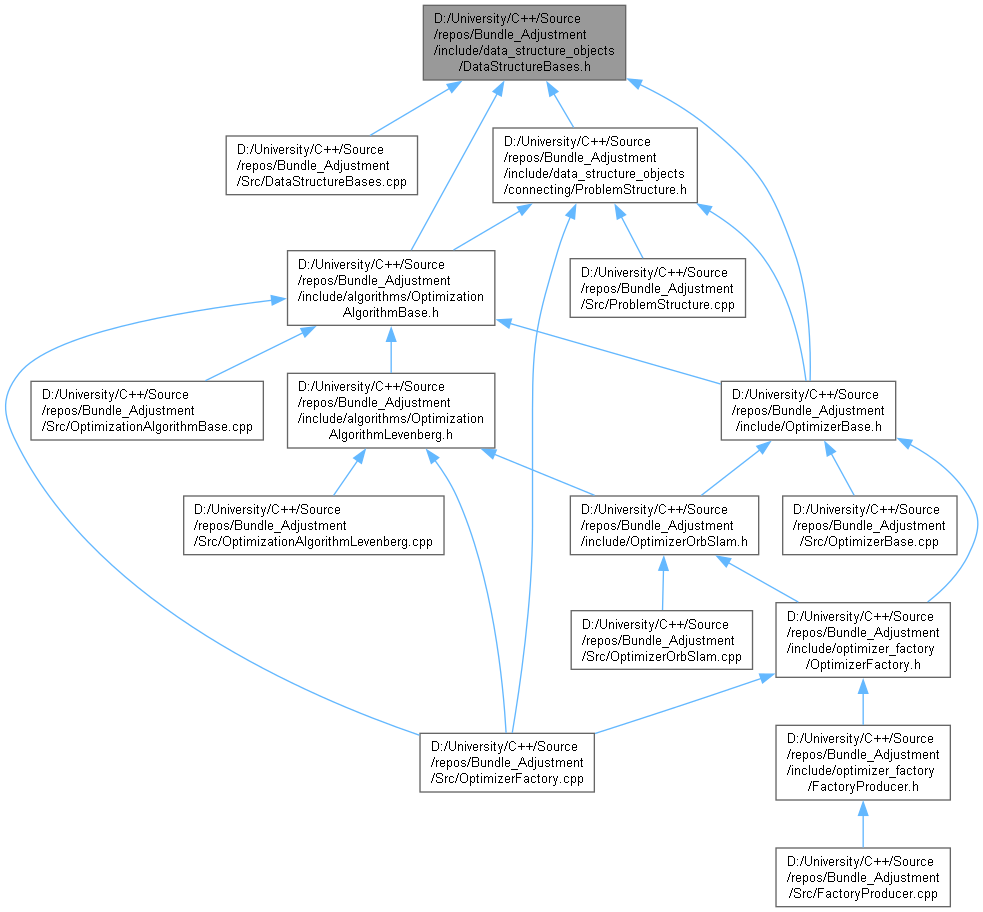 D:/University/C++/Source
/repos/Bundle_Adjustment
/include/data_structure_objects
/DataStructureBases.h
D:/University/C++/Source
/repos/Bundle_Adjustment
/Src/DataStructureBases.cpp
D:/University/C++/Source
/repos/Bundle_Adjustment
/include/data_structure_objects
/connecting/ProblemStructure.h
D:/University/C++/Source
/repos/Bundle_Adjustment
/include/algorithms/Optimization
AlgorithmBase.h
D:/University/C++/Source
/repos/Bundle_Adjustment
/Src/ProblemStructure.cpp
D:/University/C++/Source
/repos/Bundle_Adjustment
/Src/OptimizationAlgorithmBase.cpp
D:/University/C++/Source
/repos/Bundle_Adjustment
/include/algorithms/Optimization
AlgorithmLevenberg.h
D:/University/C++/Source
/repos/Bundle_Adjustment
/include/OptimizerBase.h
D:/University/C++/Source
/repos/Bundle_Adjustment
/Src/OptimizationAlgorithmLevenberg.cpp
D:/University/C++/Source
/repos/Bundle_Adjustment
/include/OptimizerOrbSlam.h
D:/University/C++/Source
/repos/Bundle_Adjustment
/Src/OptimizerBase.cpp
D:/University/C++/Source
/repos/Bundle_Adjustment
/Src/OptimizerOrbSlam.cpp
D:/University/C++/Source
/repos/Bundle_Adjustment
/include/optimizer_factory
/OptimizerFactory.h
D:/University/C++/Source
/repos/Bundle_Adjustment
/Src/OptimizerFactory.cpp
D:/University/C++/Source
/repos/Bundle_Adjustment
/include/optimizer_factory
/FactoryProducer.h
D:/University/C++/Source
/repos/Bundle_Adjustment
/Src/FactoryProducer.cpp